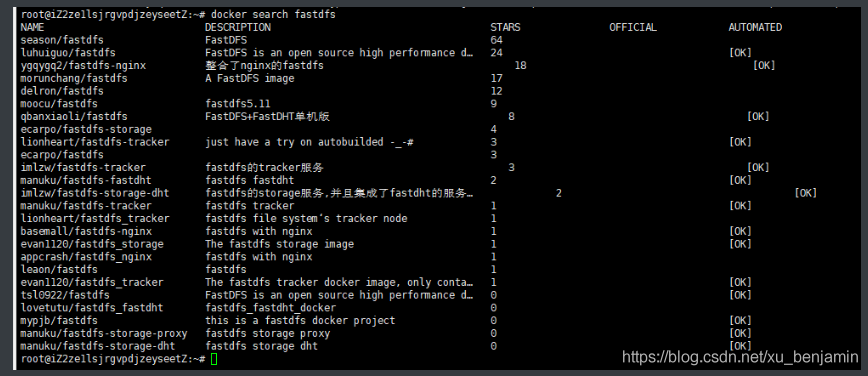 root@iZ2ze1lsjrgvpdjzeyseetZ:~# docker search fastdfs
NAME DESCRIPTION STARS OFFICIAL AUTOMATED
season/fastdfs FastDFS 64
luhuiguo/fastdfs FastDFS is an open source high performance d… 24 [OK]
ygqygq2/fastdfs-nginx 整合了nginx的fastdfs 18 [OK]
morunchang/fastdfs A FastDFS image 17
delron/fastdfs 12
moocu/fastdfs fastdfs5.11 9
qbanxiaoli/fastdfs FastDFS+FastDHT单机版 8 [OK]
ecarpo/fastdfs-storage 4
lionheart/fastdfs-tracker just have a try on autobuilded -_-# 3 [OK]
ecarpo/fastdfs 3
imlzw/fastdfs-tracker fastdfs的tracker服务 3 [OK]
manuku/fastdfs-fastdht fastdfs fastdht 2 [OK]
imlzw/fastdfs-storage-dht fastdfs的storage服务,并且集成了fastdht的服务… 2 [OK]
manuku/fastdfs-tracker fastdfs tracker 1 [OK]
lionheart/fastdfs_tracker fastdfs file system's tracker node 1 [OK]
basemall/fastdfs-nginx fastdfs with nginx 1 [OK]
evan1120/fastdfs_storage The fastdfs storage image 1 [OK]
appcrash/fastdfs_nginx fastdfs with nginx 1
leaon/fastdfs fastdfs 1
evan1120/fastdfs_tracker The fastdfs tracker docker image, only conta… 1 [OK]
tsl0922/fastdfs FastDFS is an open source high performance d… 0 [OK]
lovetutu/fastdfs_fastdht fastdfs_fastdht_docker 0
mypjb/fastdfs this is a fastdfs docker project 0 [OK]
manuku/fastdfs-storage-proxy fastdfs storage proxy 0 [OK]
manuku/fastdfs-storage-dht fastdfs storage dht 0 [OK]
root@iZ2ze1lsjrgvpdjzeyseetZ:~#
https://blog.csdn.net/xu_benjamin